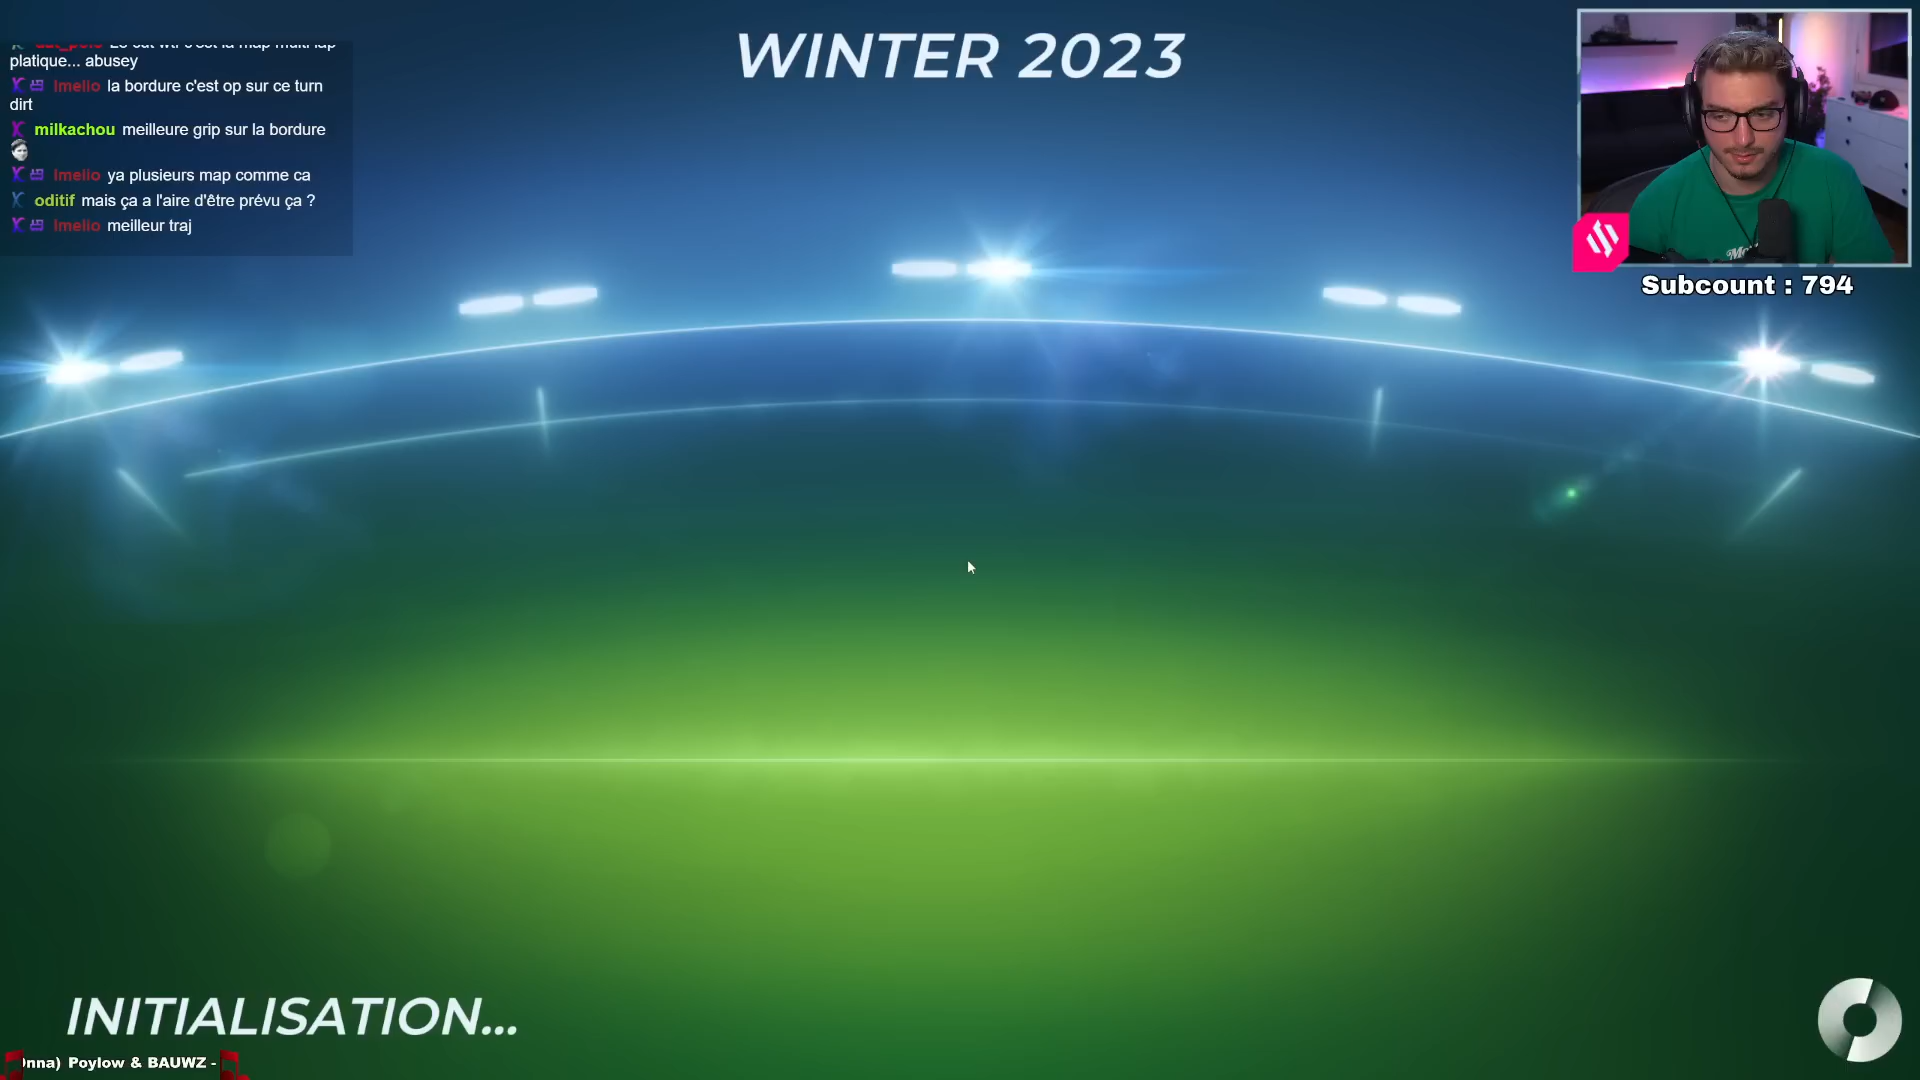 WINTER 2023
platique... abusey
lmelio la bordure c'est op sur ce turn
dirt
milkachou meilleure grip sur la bordure
lmelio ya plusieurs map comme ca
oditif mais ça a l'aire d'être prévu ça ?
lmelio meilleur traj
Subcount : 794
INITIALISATION...
Poylow & BAUWZ -